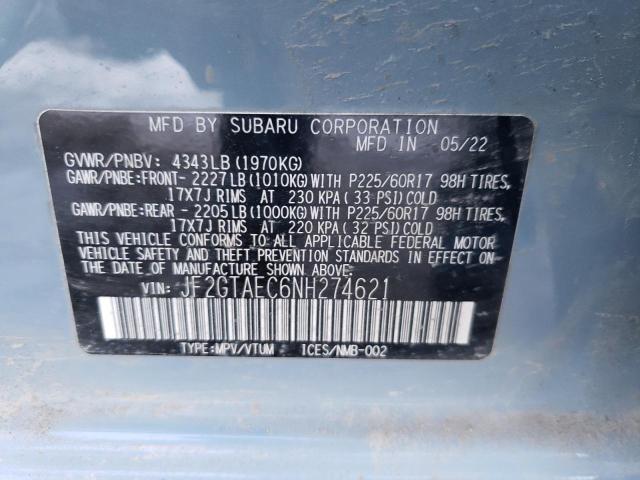 MFD BY SUBARU CORPORATION
MFD IN 05/22
GVWR/PNBV: 4343LB(1970KG)
GAWR/PNBE:FRONT- 2227LB(1010KG)WITH P225/60R17 98H TIRES,
17X7J RIMS AT 230 KPA(33 PSI)COLD
GAWR/PNBE:REAR - 2205LB(1000KG)WITH P225/60R17 98H TIRES,
17X7J RIMS AT 220 KPA(32 PSI)COLD
THIS VEHICLE CONFORMS TO ALL APPLICABLE FEDERAL MOTOR
VEHICLE SAFETY AND THEFT PREVENTION STANDARDS IN EFFECT ON
THE DATE OF MANUFACTURE SHOWN ABOVE.
VIN: JF2GTAEC6NH274621
TYPE:MPV/VTUM ICES/NMB-002